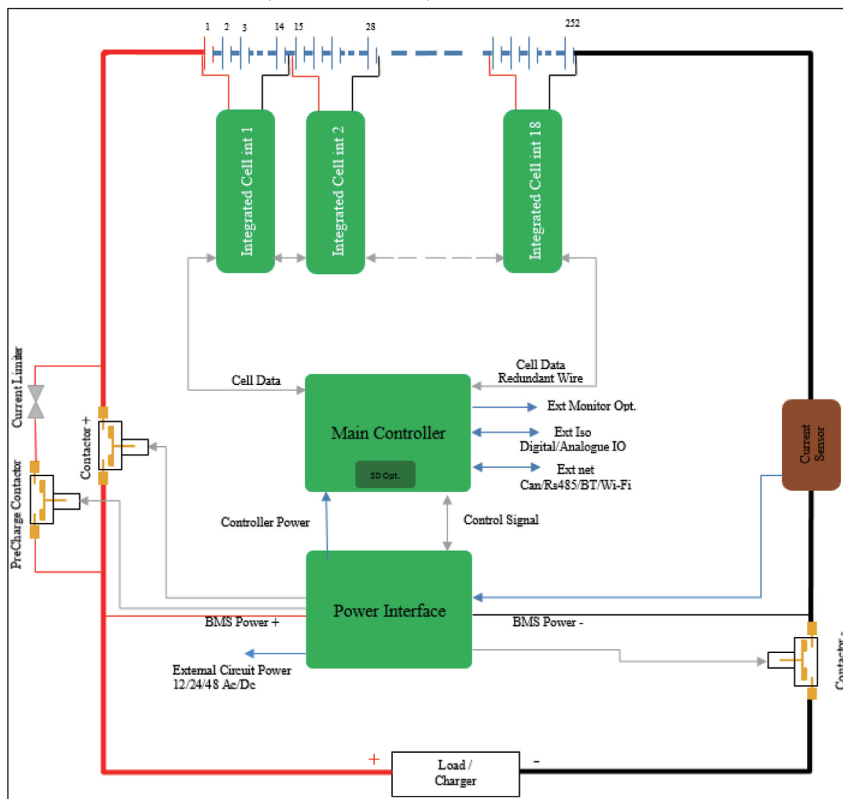 1
2
3
14
15
28
252
Integrated Cell int 1
Integrated Cell int 2
Integrated Cell int 18
Current Limiter
Cell Data
Cell Data
Redundant Wire
Main Controller
SD Opt.
Ext Monitor Opt.
Ext Iso
Digital/Analogue IO
Ext net
Can/Rs485/BT/Wi-Fi
Current
Sensor
Contactor +
PreCharge Contactor
Controller Power
Control Signal
Power Interface
BMS Power +
BMS Power -
External Circuit Power
12/24/48 Ac/Dc
Contactor -
+
Load /
Charger
-